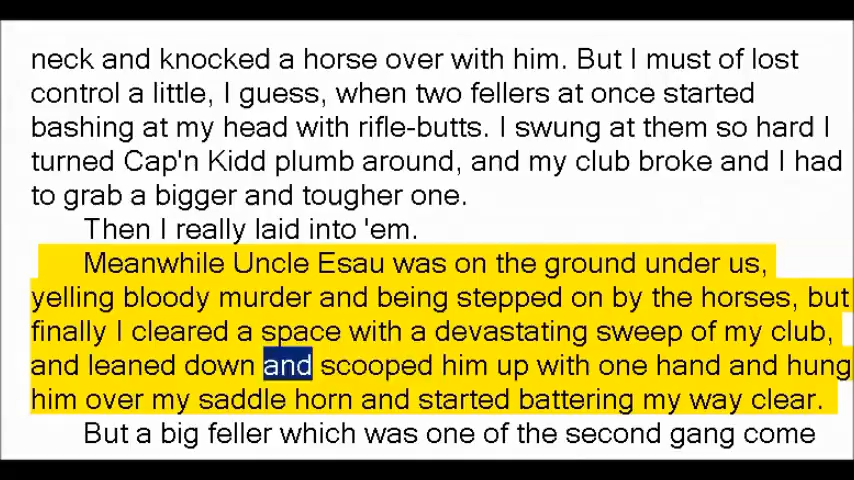 neck and knocked a horse over with him. But I must of lost
control a little, I guess, when two fellers at once started
bashing at my head with rifle-butts. I swung at them so hard I
turned Cap'n Kidd plumb around, and my club broke and I had
to grab a bigger and tougher one.
Then I really laid into 'em.
Meanwhile Uncle Esau was on the ground under us,
yelling bloody murder and being stepped on by the horses, but
finally I cleared a space with a devastating sweep of my club,
and leaned down and scooped him up with one hand and hung
him over my saddle horn and started battering my way clear.
But a big feller which was one of the second gang come